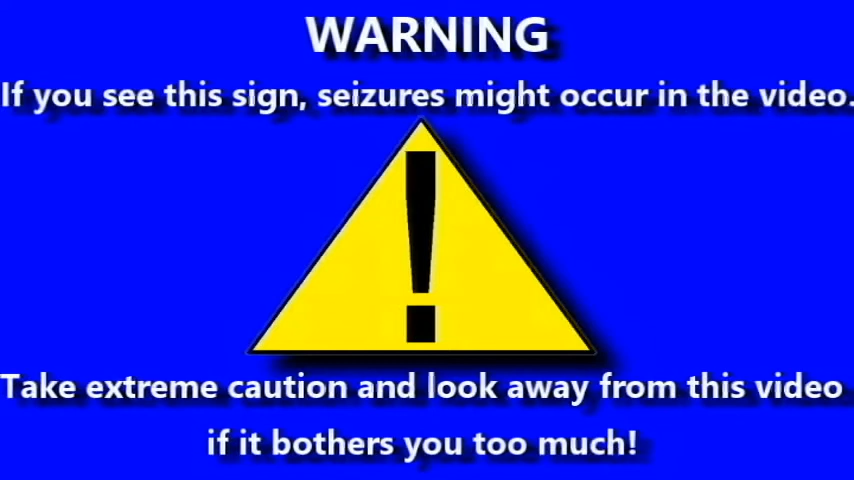 WARNING
If you see this sign, seizures might occur in the video.
!
Take extreme caution and look away from this video
if it bothers you too much!